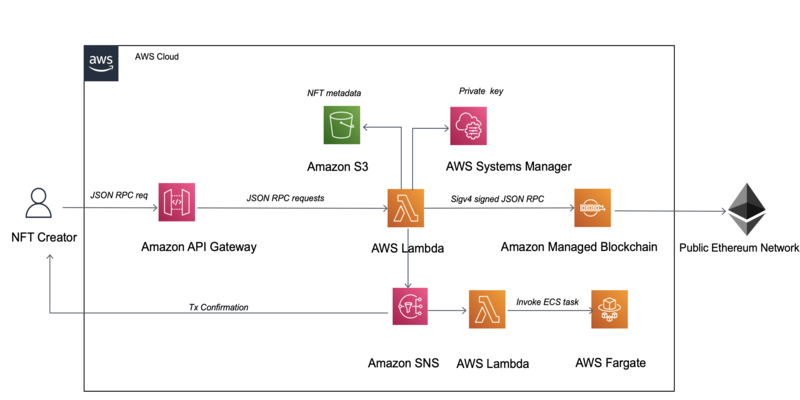 aws
AWS Cloud
NFT metadata
Private key
Amazon S3
AWS Systems Manager
JSON RPC req
JSON RPC requests
Sigv4 signed JSON RPC
NFT Creator
Amazon API Gateway
AWS Lambda
Amazon Managed Blockchain
Public Ethereum Network
Tx Confirmation
Invoke ECS task
Amazon SNS
AWS Lambda
AWS Fargate